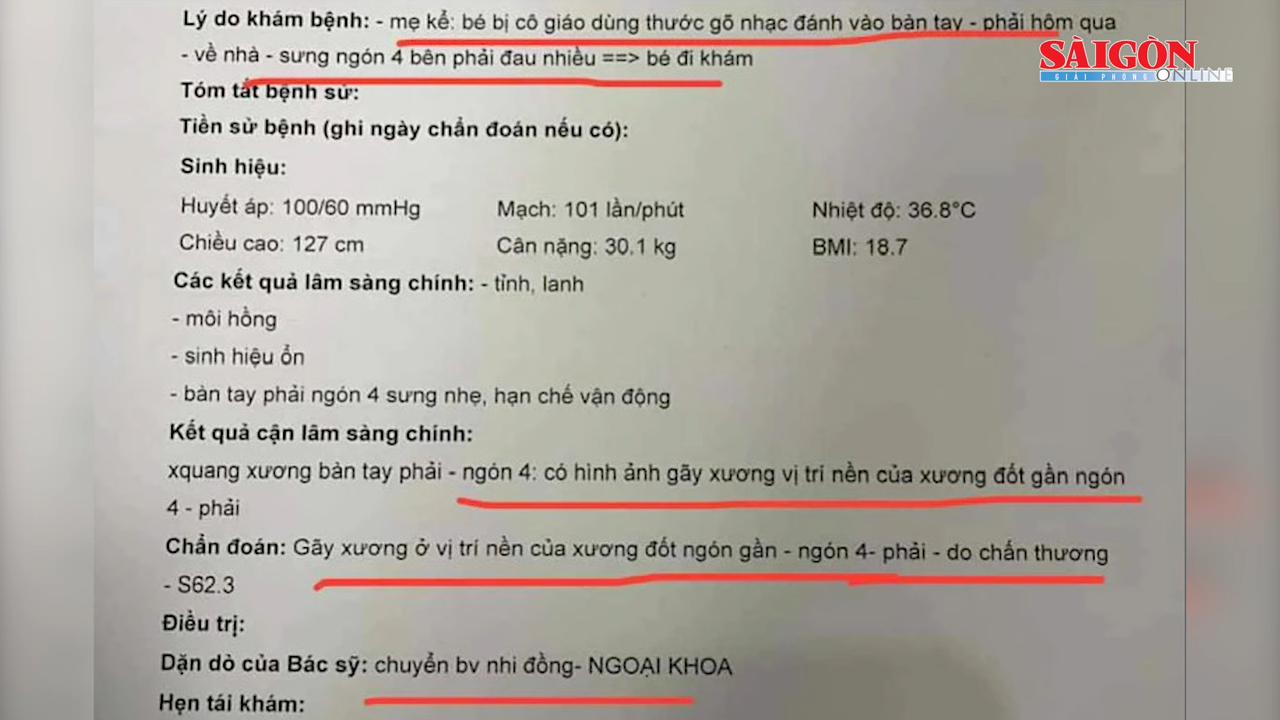 Lý do khám bệnh: - mẹ kể: bé bị cô giáo dùng thước gõ nhạc đánh vào bàn tay - phải hôm qua
- về nhà - sưng ngón 4 bên phải đau nhiều ==> bé đi khám
SÀIGÒN
GIẢI PHÓNG ONLINE
Tóm tắt bệnh sử:
Tiền sử bệnh (ghi ngày chẩn đoán nếu có):
Sinh hiệu:
Huyết áp: 100/60 mmHg Mạch: 101 lần/phút Nhiệt độ: 36.8°C
Chiều cao: 127 cm Cân nặng: 30.1 kg BMI: 18.7
Các kết quả lâm sàng chính: - tỉnh, lanh
- môi hồng
- sinh hiệu ổn
- bàn tay phải ngón 4 sưng nhẹ, hạn chế vận động
Kết quả cận lâm sàng chính:
xquang xương bàn tay phải - ngón 4: có hình ảnh gãy xương vị trí nền của xương đốt gần ngón
4 - phải
Chẩn đoán: Gãy xương ở vị trí nền của xương đốt ngón gần - ngón 4- phải - do chấn thương
- S62.3
Điều trị:
Dặn dò của Bác sỹ: chuyển bv nhi đồng- NGOẠI KHOA
Hẹn tái khám: